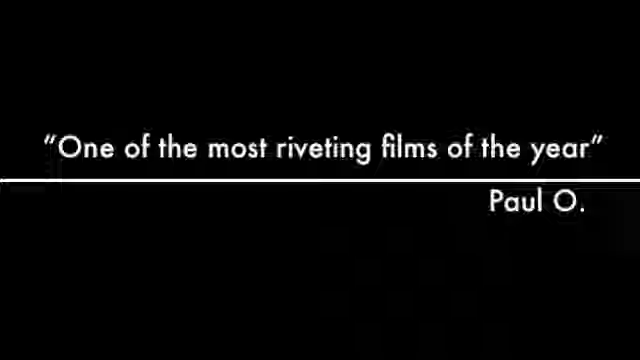 “One of the most riveting films of the year”
Paul O.